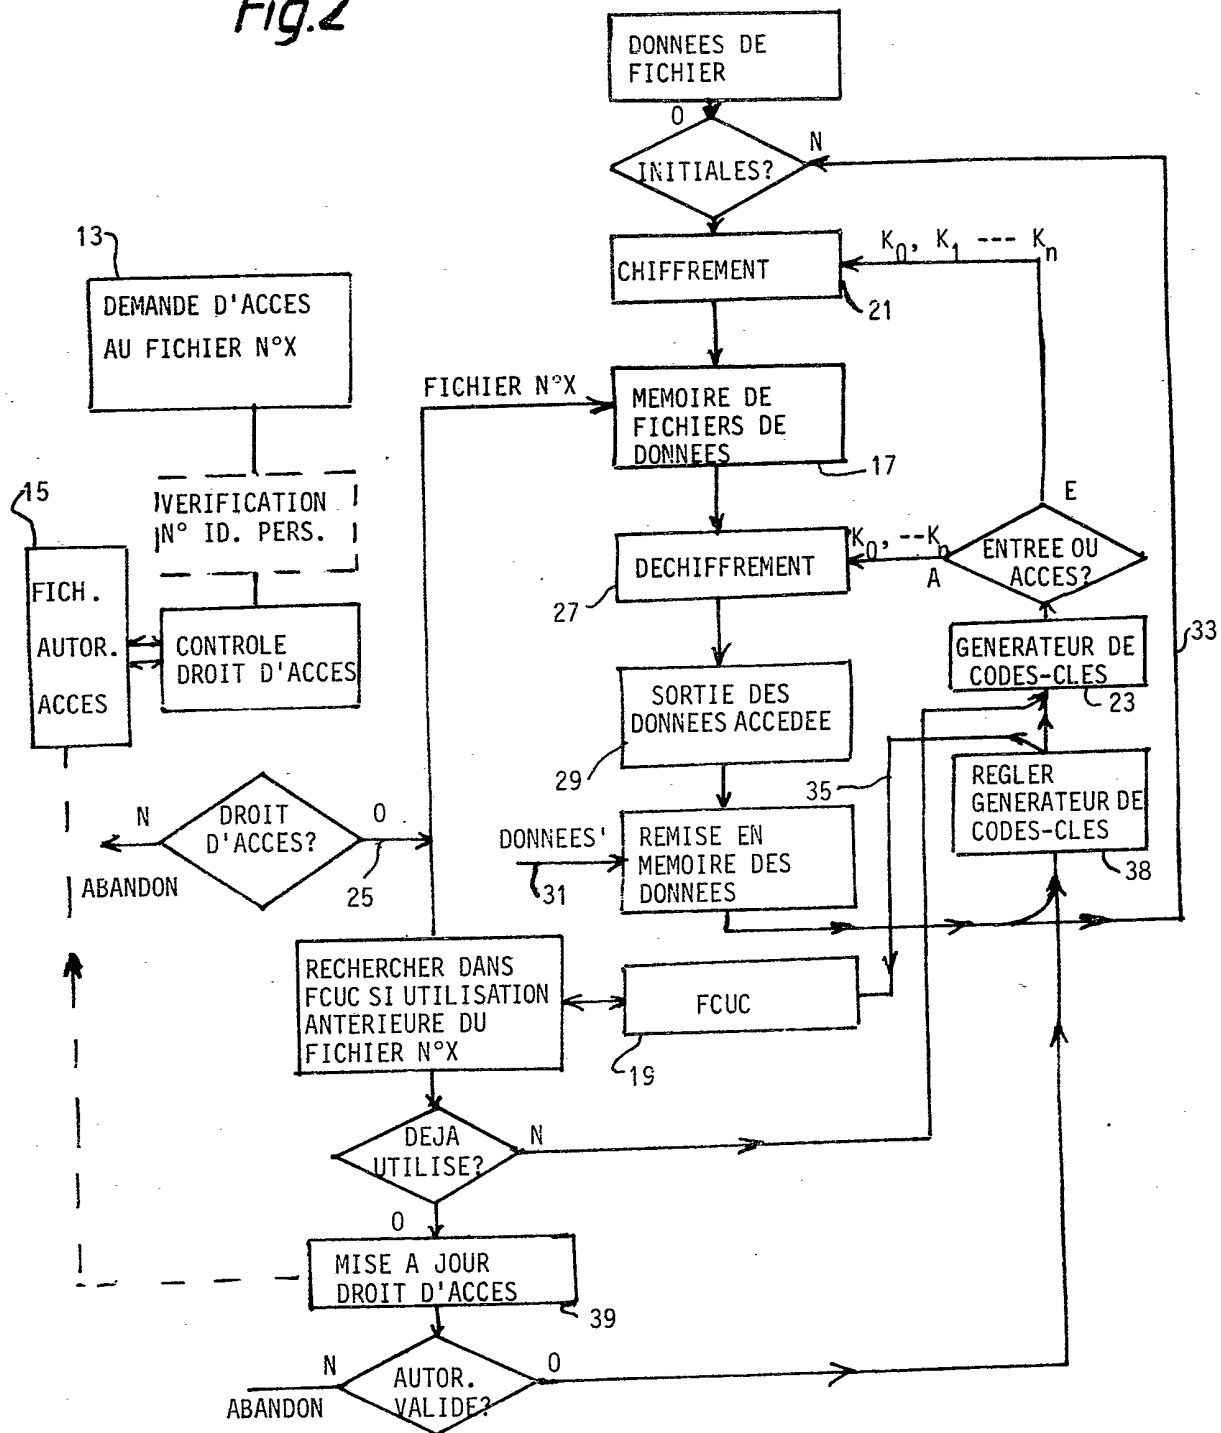 Fig.2
DONNEES DE
FICHIER
O
INITIALES?
N
13
DEMANDE D'ACCES
AU FICHIER N°X
CHIFFREMENT
K0, K1 --- Kn
21
FICHIER N°X
MEMOIRE DE
FICHIERS DE
DONNEES
17
15
VERIFICATION
N° ID. PERS.
E
ENTREE OU
ACCES?
A
K0, --Kn
DECHIFFREMENT
27
FICH.
AUTOR.
ACCES
CONTROLE
DROIT D'ACCES
GENERATEUR DE
CODES-CLES
23
33
SORTIE DES
DONNEES ACCEDEE
29
35
REGLER
GENERATEUR DE
CODES-CLES
38
N
DROIT
D'ACCES?
O
ABANDON
25
DONNEES'
31
REMISE EN
MEMOIRE DES
DONNEES
RECHERCHER DANS
FCUC SI UTILISATION
ANTERIEURE DU
FICHIER N°X
FCUC
19
DEJA
UTILISE?
N
O
MISE A JOUR
DROIT D'ACCES
39
N
AUTOR.
VALIDE?
O
ABANDON